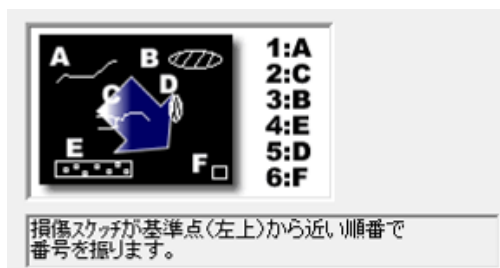 A
B
C
D
E
F
1:A
2:C
3:B
4:E
5:D
6:F
損傷スケッチが基準点(左上)から近い順番で
番号を振ります。